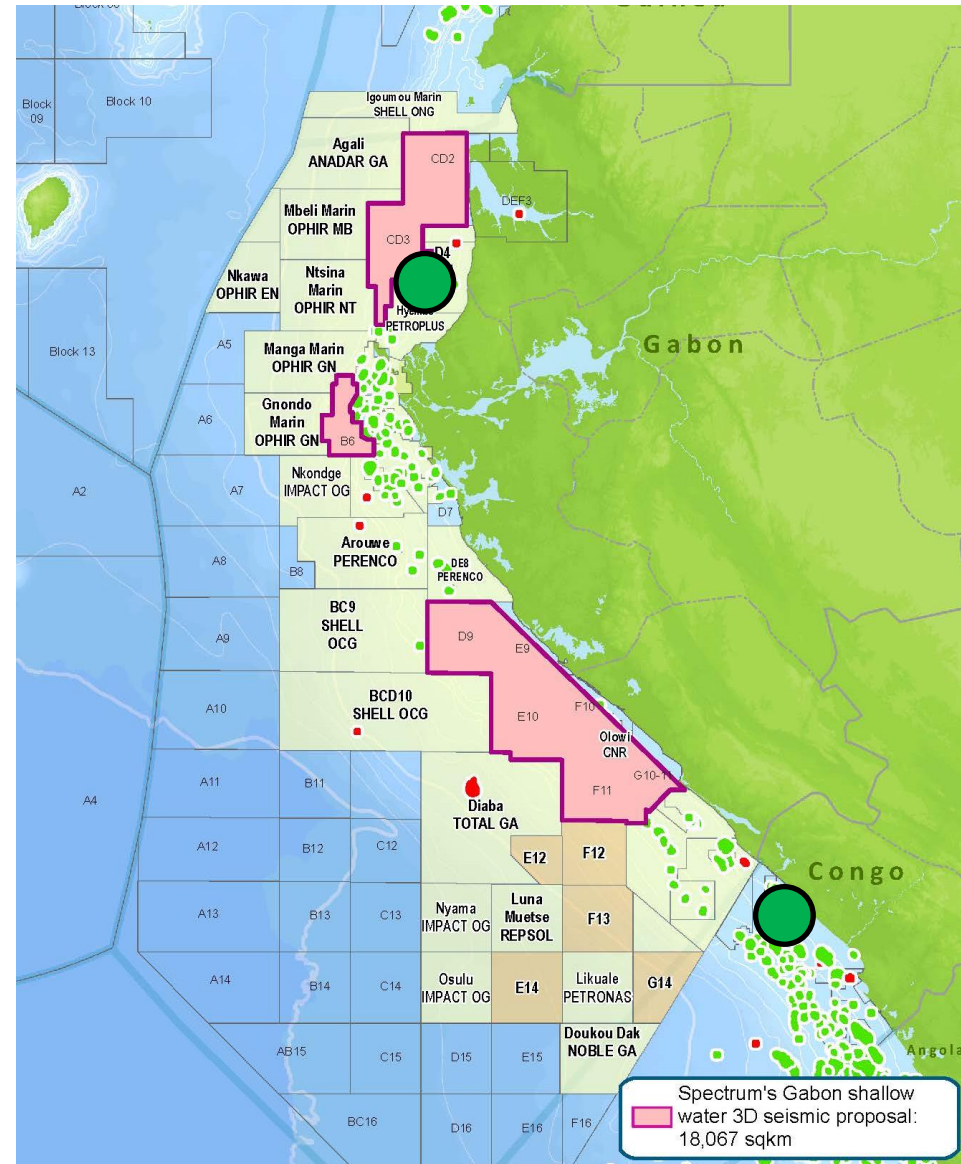 Block
09
Block 10
Igoumou Marin
SHELL ONG
Agali
ANADAR GA
CD2
DEF3
Mbeli Marin
OPHIR MB
CD3
D4
Nkawa
OPHIR EN
Ntsina
Marin
OPHIR NT
PETROPLUS
Gabon
Block 13
A5
Manga Marin
OPHIR GN
A6
Gnondo
Marin
OPHIR GN
B6
A2
A7
Nkondge
IMPACT OG
D7
A8
B8
Arouwe
PERENCO
DE8
PERENCO
BC9
SHELL
OCG
A9
D9
E9
A10
BCD10
SHELL OCG
E10
F10
Olowi
CNR
G10-11
F11
A4
A11
B11
Diaba
TOTAL GA
A12
B12
C12
E12
F12
Congo
A13
B13
C13
Nyama
IMPACT OG
Luna
Muetse
REPSOL
F13
A14
B14
C14
Osulu
IMPACT OG
E14
Likuale
PETRONAS
G14
AB15
C15
D15
E15
Doukou Dak
NOBLE GA
Angola
BC16
D16
E16
F16
Spectrum's Gabon shallow
water 3D seismic proposal:
18,067 sqkm